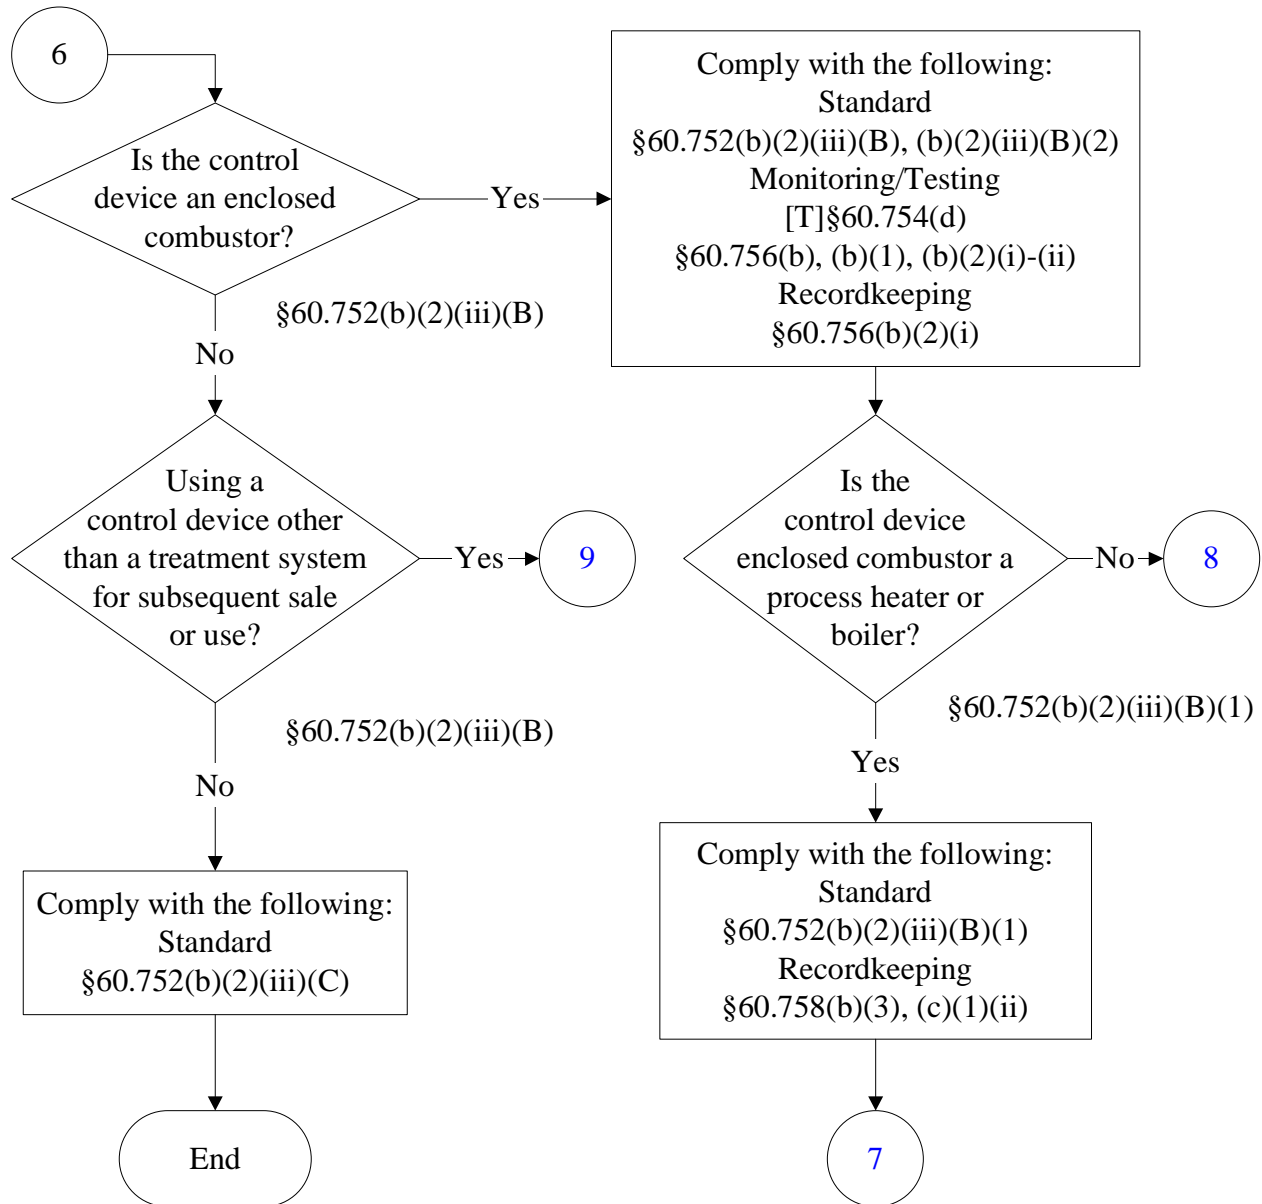 6
Is the control
device an enclosed
combustor?
Yes
§60.752(b)(2)(iii)(B)
No
Comply with the following:
Standard
§60.752(b)(2)(iii)(B), (b)(2)(iii)(B)(2)
Monitoring/Testing
[T]§60.754(d)
§60.756(b), (b)(1), (b)(2)(i)-(ii)
Recordkeeping
§60.756(b)(2)(i)
Using a
control device other
than a treatment system
for subsequent sale
or use?
Yes
9
§60.752(b)(2)(iii)(B)
No
Is the
control device
enclosed combustor a
process heater or
boiler?
No
8
§60.752(b)(2)(iii)(B)(1)
Yes
Comply with the following:
Standard
§60.752(b)(2)(iii)(C)
End
Comply with the following:
Standard
§60.752(b)(2)(iii)(B)(1)
Recordkeeping
§60.758(b)(3), (c)(1)(ii)
7